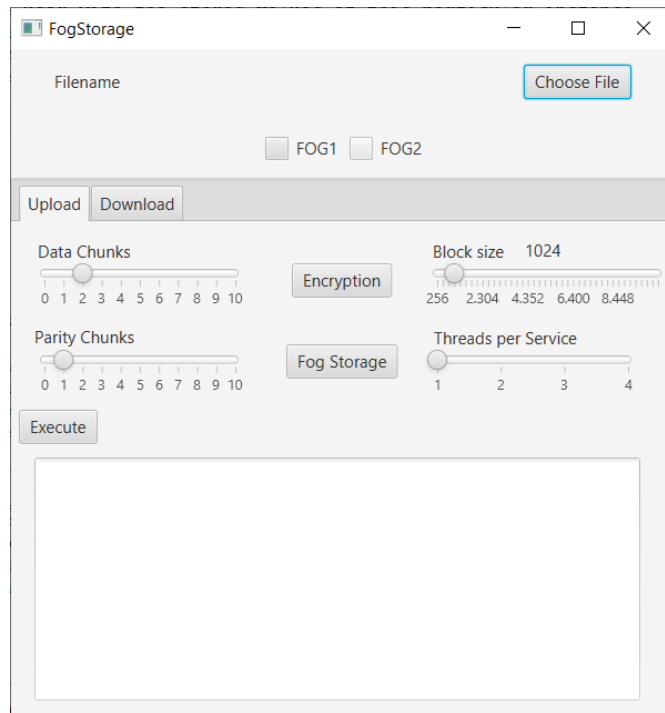 FogStorage
Filename
Choose File
FOG1 FOG2
Upload Download
Data Chunks
0 1 2 3 4 5 6 7 8 9 10
Encryption
Block size 1024
256 2.304 4.352 6.400 8.448
Parity Chunks
0 1 2 3 4 5 6 7 8 9 10
Fog Storage
Threads per Service
1 2 3 4
Execute